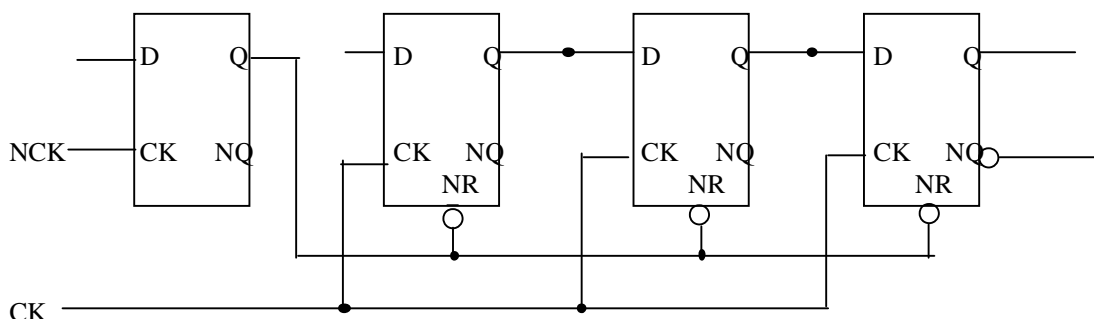 D Q D Q D Q D Q
NCK CK NQ CK NQ CK NQ CK NQ
NR NR NR
CK